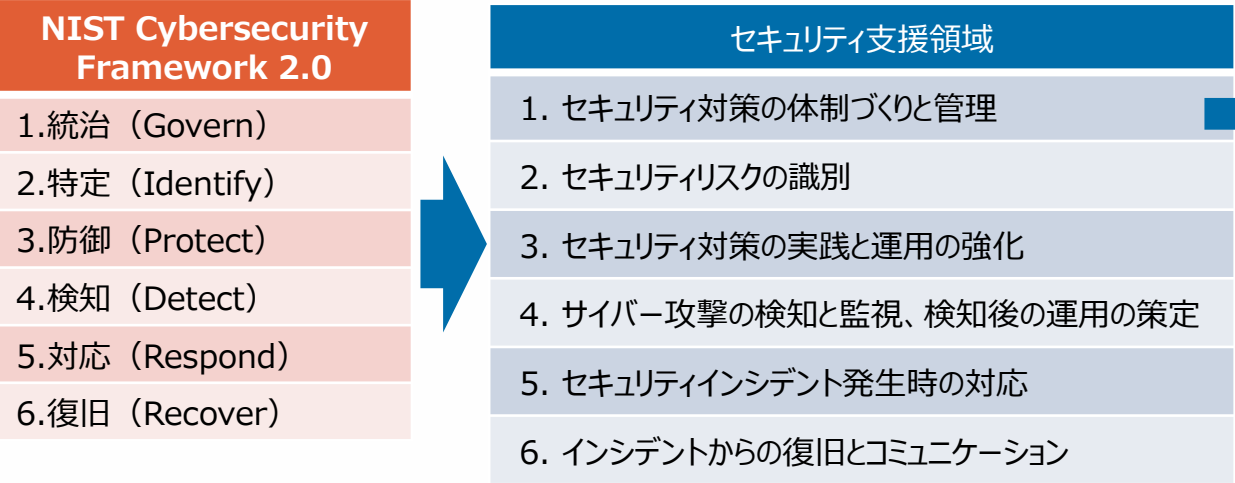 NIST Cybersecurity
Framework 2.0
1.統治（Govern）
2.特定（Identify）
3.防御（Protect）
4.検知（Detect）
5.対応（Respond）
6.復旧（Recover）
セキュリティ支援領域
1. セキュリティ対策の体制づくりと管理
2. セキュリティリスクの識別
3. セキュリティ対策の実践と運用の強化
4. サイバー攻撃の検知と監視、検知後の運用の策定
5. セキュリティインシデント発生時の対応
6. インシデントからの復旧とコミュニケーション